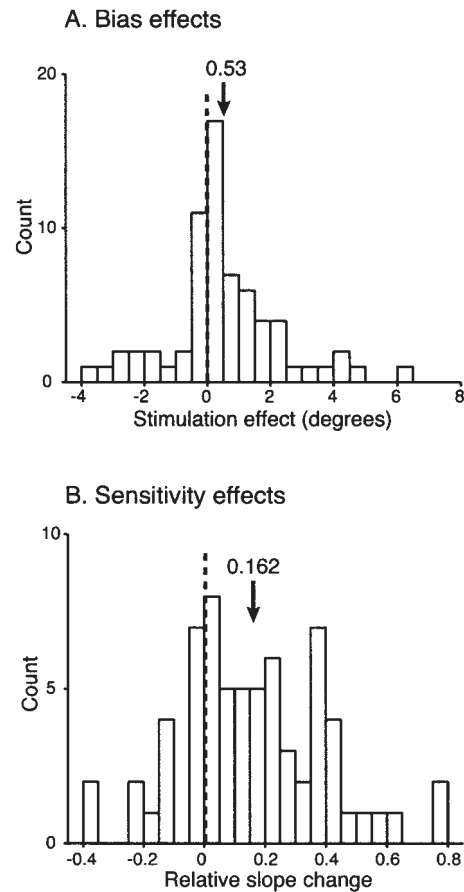 A. Bias effects
0.53
20
10
0
Count
-4 -2 0 2 4 6 8
Stimulation effect (degrees)
B. Sensitivity effects
10
0.162
5
0
Count
-0.4 -0.2 0 0.2 0.4 0.6 0.8
Relative slope change